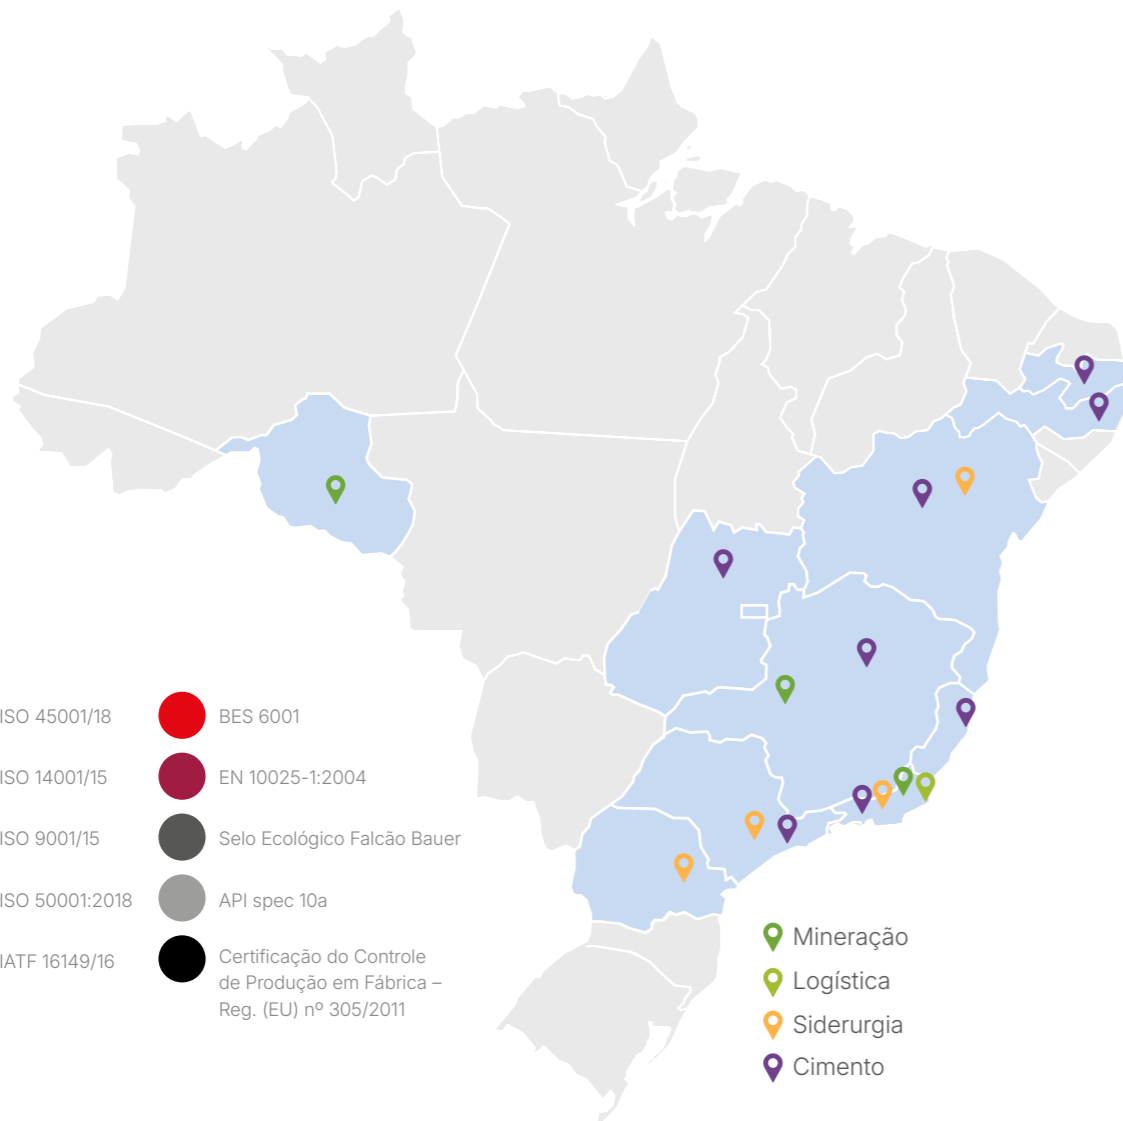 ISO 45001/18
BES 6001
ISO 14001/15
EN 10025-1:2004
ISO 9001/15
Selo Ecológico Falcão Bauer
ISO 50001:2018
API spec 10a
IATF 16149/16
Certificação do Controle
de Produção em Fábrica –
Reg. (EU) nº 305/2011
Mineração
Logística
Siderurgia
Cimento